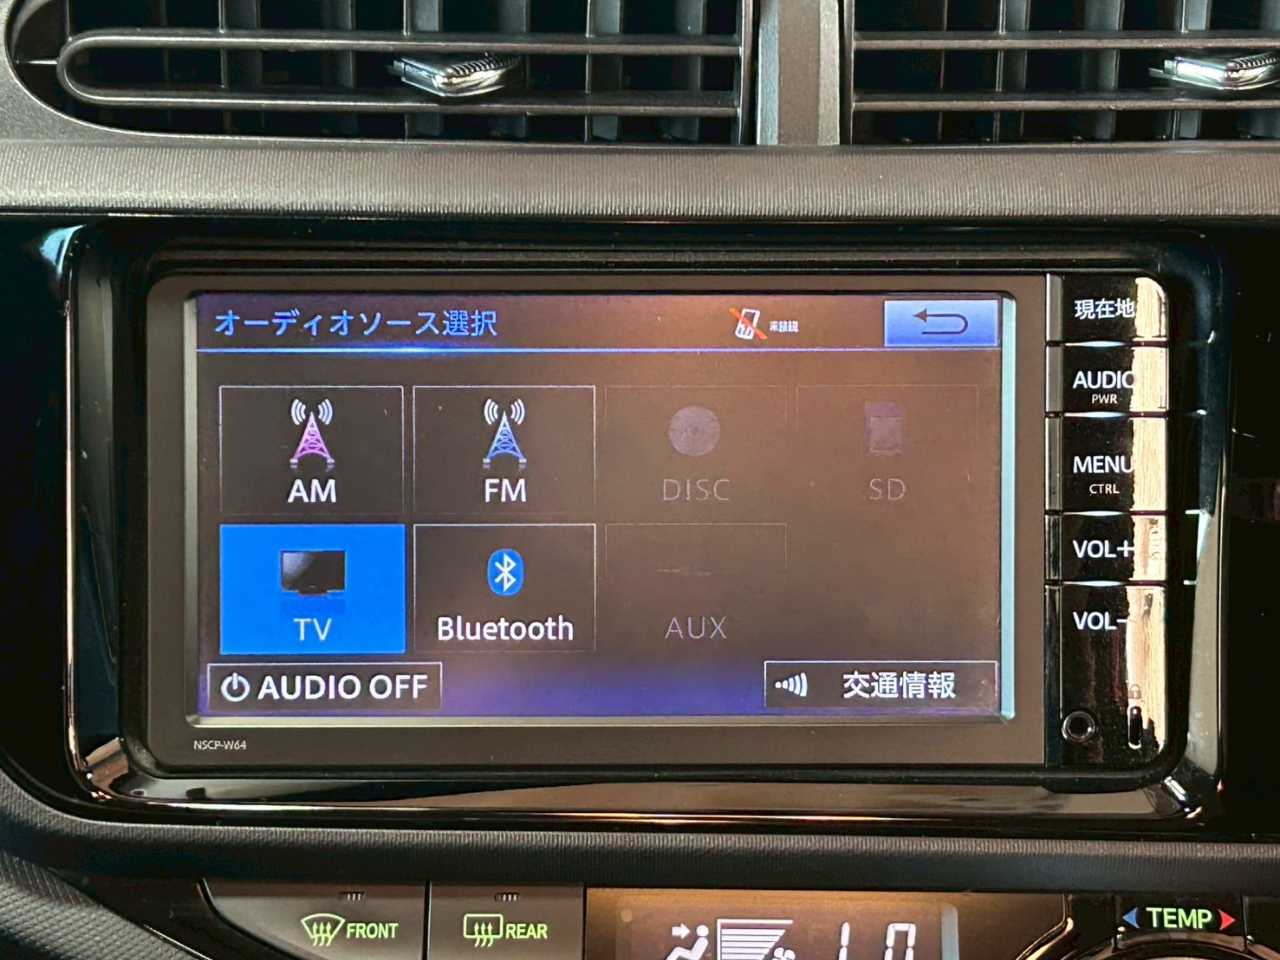 オーディオソース選択
未接続
現在地
AUDIO
PWR
AM
FM
DISC
SD
MENU
CTRL
VOL+
TV
Bluetooth
AUX
VOL-
AUDIO OFF
交通情報
NSCP-W64
FRONT
REAR
10
TEMP